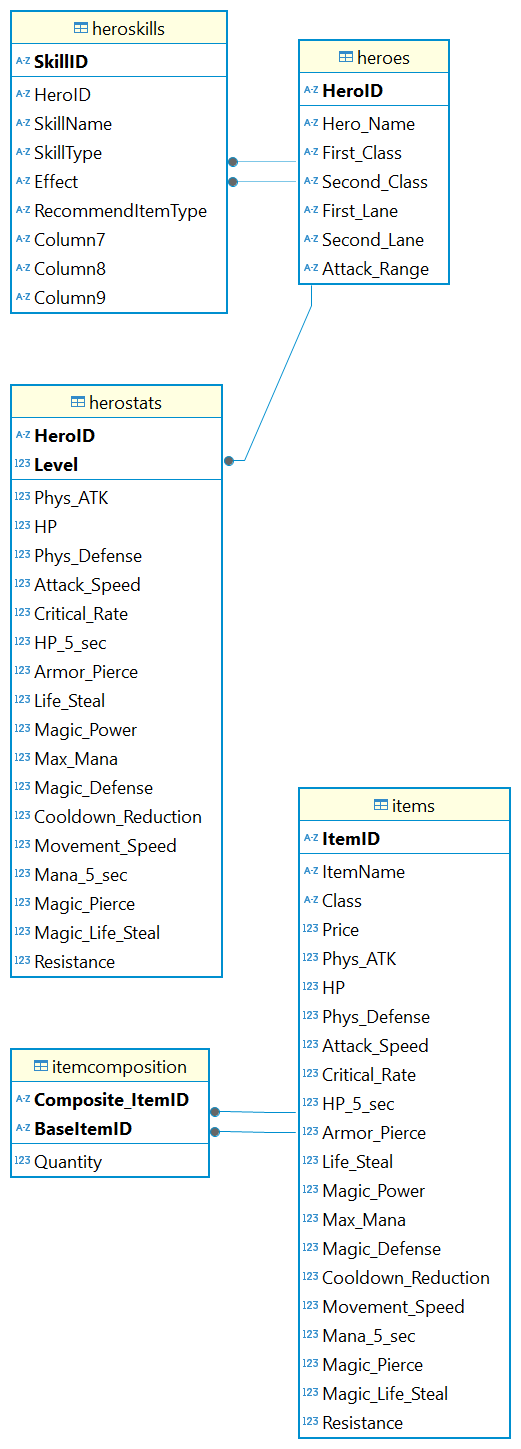 heroskills
A-Z SkillID
A-Z HeroID
A-Z SkillName
A-Z SkillType
A-Z Effect
A-Z RecommendItemType
A-Z Column7
A-Z Column8
A-Z Column9
heroes
A-Z HeroID
A-Z Hero_Name
A-Z First_Class
A-Z Second_Class
A-Z First_Lane
A-Z Second_Lane
A-Z Attack_Range
herostats
A-Z HeroID
123 Level
123 Phys_ATK
123 HP
123 Phys_Defense
123 Attack_Speed
123 Critical_Rate
123 HP_5_sec
123 Armor_Pierce
123 Life_Steal
123 Magic_Power
123 Max_Mana
123 Magic_Defense
123 Cooldown_Reduction
123 Movement_Speed
123 Mana_5_sec
123 Magic_Pierce
123 Magic_Life_Steal
123 Resistance
items
A-Z ItemID
A-Z ItemName
A-Z Class
123 Price
123 Phys_ATK
123 HP
123 Phys_Defense
123 Attack_Speed
123 Critical_Rate
123 HP_5_sec
123 Armor_Pierce
123 Life_Steal
123 Magic_Power
123 Max_Mana
123 Magic_Defense
123 Cooldown_Reduction
123 Movement_Speed
123 Mana_5_sec
123 Magic_Pierce
123 Magic_Life_Steal
123 Resistance
itemcomposition
A-Z Composite_ItemID
A-Z BaseItemID
123 Quantity